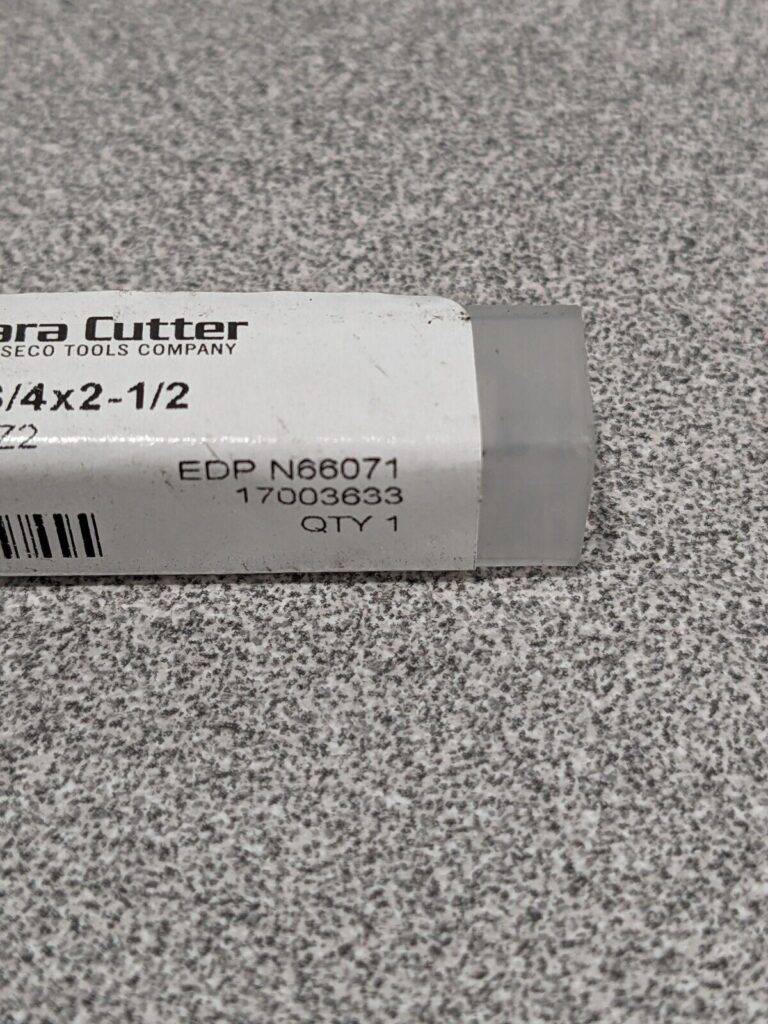 ara Cutter
SECO TOOLS COMPANY
/4x2-1/2
Z2
EDP N66071
17003633
QTY 1